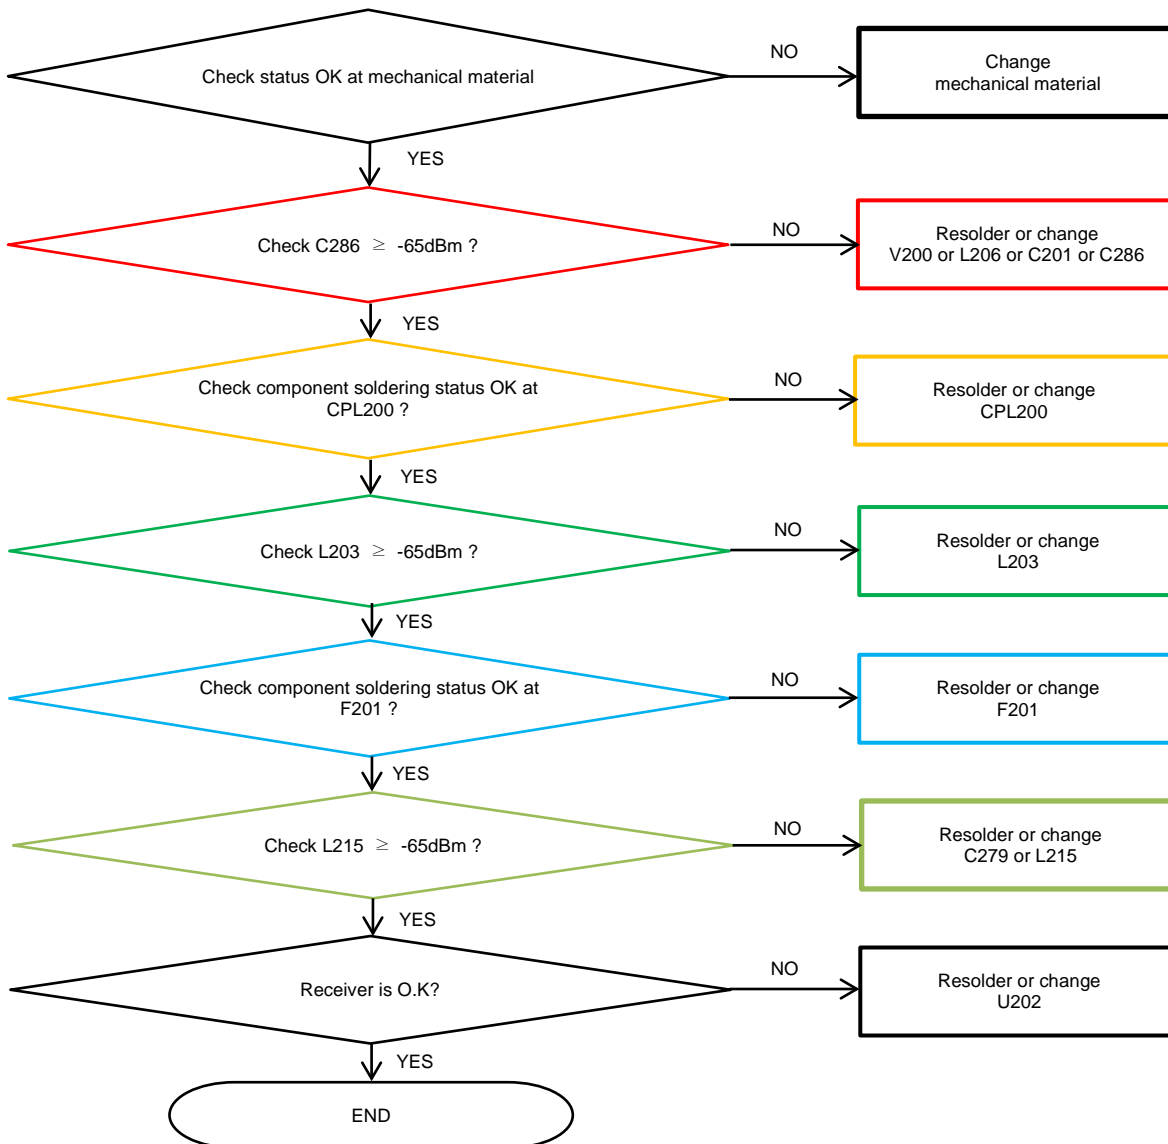 Check status OK at mechanical material
NO
Change
mechanical material
YES
Check C286 ≥ -65dBm ?
NO
Resolder or change
V200 or L206 or C201 or C286
YES
Check component soldering status OK at
CPL200 ?
NO
Resolder or change
CPL200
YES
Check L203 ≥ -65dBm ?
NO
Resolder or change
L203
YES
Check component soldering status OK at
F201 ?
NO
Resolder or change
F201
YES
Check L215 ≥ -65dBm ?
NO
Resolder or change
C279 or L215
YES
Receiver is O.K?
NO
Resolder or change
U202
YES
END